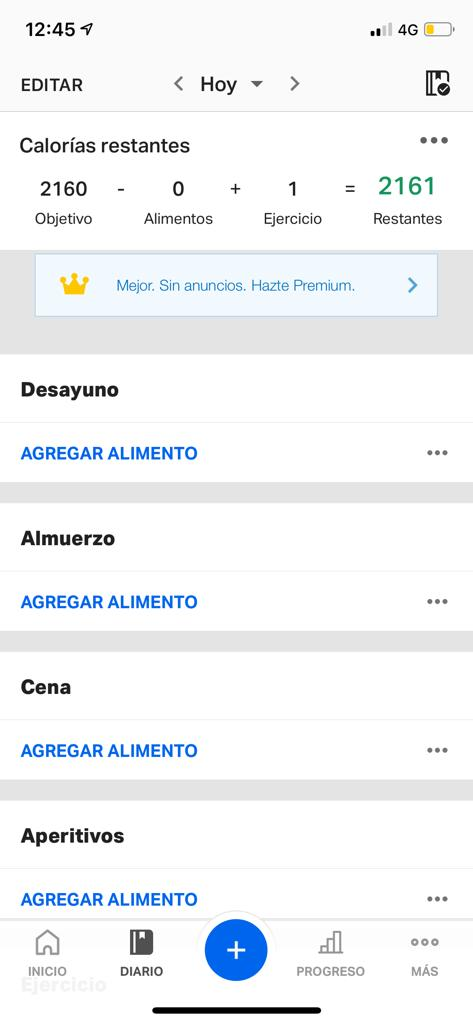 12:45
4G
EDITAR
Hoy
Calorías restantes
2160 - 0 + 1 = 2161
Objetivo Alimentos Ejercicio Restantes
Mejor. Sin anuncios. Hazte Premium.
Desayuno
AGREGAR ALIMENTO
Almuerzo
AGREGAR ALIMENTO
Cena
AGREGAR ALIMENTO
Aperitivos
AGREGAR ALIMENTO
INICIO DIARIO PROGRESO MÁS
Ejercicio